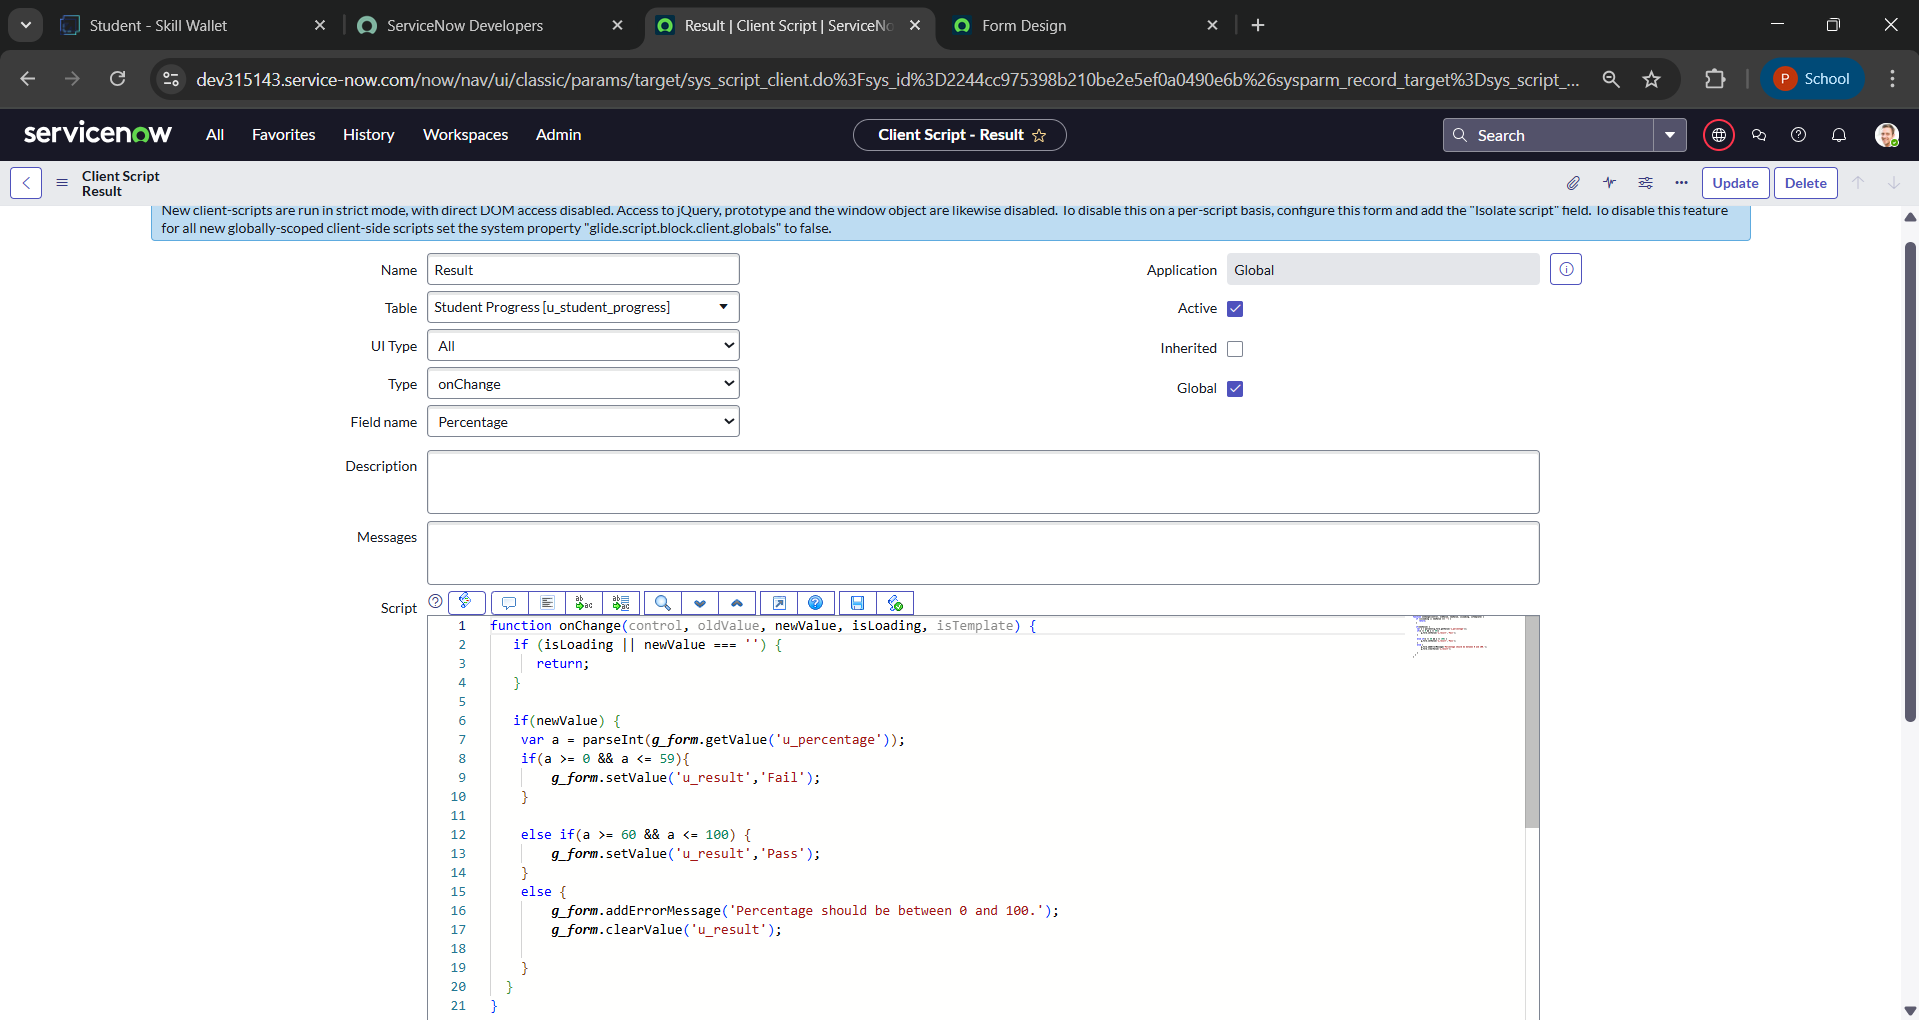 Student - Skill Wallet
ServiceNow Developers
Result | Client Script | ServiceNo
Form Design
dev315143.service-now.com/now/nav/ui/classic/params/target/sys_script_client.do%3Fsys_id%3D2244cc975398b210be2e5ef0a0490e6b%26sysparm_record_target%3Dsys_script_...
P School
servicenow
All Favorites History Workspaces Admin
Client Script - Result
Search
Client Script
Result
Update
Delete
New client-scripts are run in strict mode, with direct DOM access disabled. Access to jQuery, prototype and the window object are likewise disabled. To disable this on a per-script basis, configure this form and add the "Isolate script" field. To disable this feature
for all new globally-scoped client-side scripts set the system property "glide.script.block.client.globals" to false.
Name Result
Application Global
Table Student Progress [u_student_progress]
Active
UI Type All
Inherited
Type onChange
Global
Field name Percentage
Description
Messages
Script
1 function onChange(control, oldValue, newValue, isLoading, isTemplate) {
2 if (isLoading || newValue === '') {
3 return;
4 }
5
6 if(newValue) {
7 var a = parseInt(g_form.getValue('u_percentage'));
8 if(a >= 0 && a <= 59){
9 g_form.setValue('u_result','Fail');
10 }
11
12 else if(a >= 60 && a <= 100) {
13 g_form.setValue('u_result','Pass');
14 }
15 else {
16 g_form.addErrorMessage('Percentage should be between 0 and 100.');
17 g_form.clearValue('u_result');
18
19 }
20 }
21 }